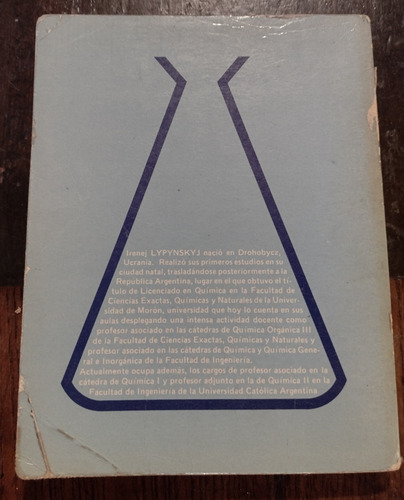 Irenej LYPYNSKYJ nació en Drohobycz,
Ucrania. Realizó sus primeros estudios en su
ciudad natal, trasladándose posteriormente a la
República Argentina, lugar en el que obtuvo el tí-
tulo de Licenciado en Química en la Facultad de
Ciencias Exactas, Químicas y Naturales de la Univer-
sidad de Morón, universidad que hoy lo cuenta en sus
aulas desplegando una intensa actividad docente como
profesor asociado en las cátedras de Química Orgánica III
de la Facultad de Ciencias Exactas, Químicas y Naturales y
profesor asociado en las cátedras de Química y Química Gene-
ral e Inorgánica de la Facultad de Ingeniería.
Actualmente ocupa además, los cargos de profesor asociado en la
cátedra de Química I y profesor adjunto en la de Química II en la
Facultad de Ingeniería de la Universidad Católica Argentina